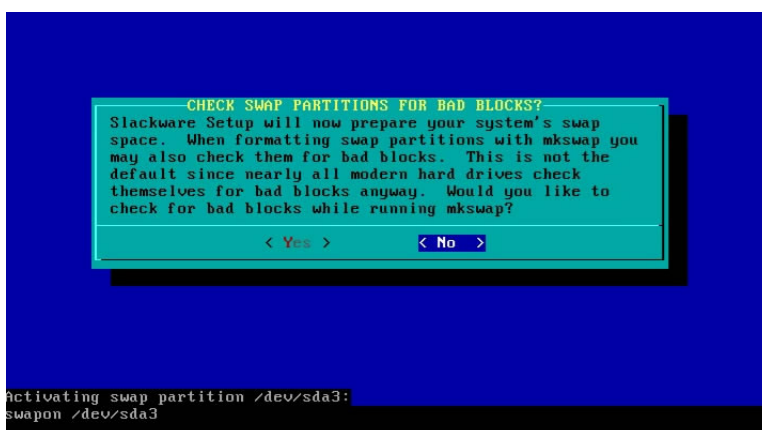 CHECK SWAP PARTITIONS FOR BAD BLOCKS?
Slackware Setup will now prepare your system's swap
space.  When formatting swap partitions with mkswap you
may also check them for bad blocks.  This is not the
default since nearly all modern hard drives check
themselves for bad blocks anyway.  Would you like to
check for bad blocks while running mkswap?
< Yes > < No >
Activating swap partition /dev/sda3:
swapon /dev/sda3